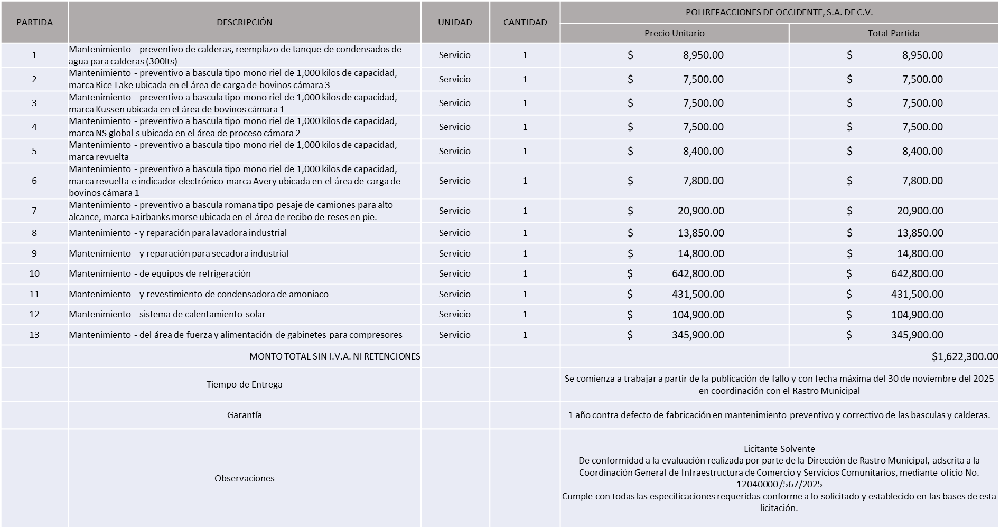 PARTIDA DESCRIPCIÓN UNIDAD CANTIDAD POLIREFACCIONES DE OCCIDENTE, S.A. DE C.V.
Precio Unitario Total Partida
1 Mantenimiento - preventivo de calderas, reemplazo de tanque de condensados de
agua para calderas (300lts) Servicio 1 $ 8,950.00 $ 8,950.00
2 Mantenimiento - preventivo a bascula tipo mono riel de 1,000 kilos de capacidad,
marca Rice Lake ubicada en el área de carga de bovinos cámara 3 Servicio 1 $ 7,500.00 $ 7,500.00
3 Mantenimiento - preventivo a bascula tipo mono riel de 1,000 kilos de capacidad,
marca Kussen ubicada en el área de bovinos cámara 1 Servicio 1 $ 7,500.00 $ 7,500.00
4 Mantenimiento - preventivo a bascula tipo mono riel de 1,000 kilos de capacidad,
marca NS global s ubicada en el área de proceso cámara 2 Servicio 1 $ 7,500.00 $ 7,500.00
5 Mantenimiento - preventivo a bascula tipo mono riel de 1,000 kilos de capacidad,
marca revuelta Servicio 1 $ 8,400.00 $ 8,400.00
6 Mantenimiento - preventivo a bascula tipo mono riel de 1,000 kilos de capacidad,
marca revuelta e indicador electrónico marca Avery ubicada en el área de carga de
bovinos cámara 1 Servicio 1 $ 7,800.00 $ 7,800.00
7 Mantenimiento - preventivo a bascula romana tipo pesaje de camiones para alto
alcance, marca Fairbanks morse ubicada en el área de recibo de reses en pie. Servicio 1 $ 20,900.00 $ 20,900.00
8 Mantenimiento - y reparación para lavadora industrial Servicio 1 $ 13,850.00 $ 13,850.00
9 Mantenimiento - y reparación para secadora industrial Servicio 1 $ 14,800.00 $ 14,800.00
10 Mantenimiento - de equipos de refrigeración Servicio 1 $ 642,800.00 $ 642,800.00
11 Mantenimiento - y revestimiento de condensadora de amoniaco Servicio 1 $ 431,500.00 $ 431,500.00
12 Mantenimiento - sistema de calentamiento solar Servicio 1 $ 104,900.00 $ 104,900.00
13 Mantenimiento - del área de fuerza y alimentación de gabinetes para compresores Servicio 1 $ 345,900.00 $ 345,900.00
MONTO TOTAL SIN I.V.A. NI RETENCIONES $1,622,300.00
Tiempo de Entrega Se comienza a trabajar a partir de la publicación de fallo y con fecha máxima del 30 de noviembre del 2025
en coordinación con el Rastro Municipal
Garantía 1 año contra defecto de fabricación en mantenimiento preventivo y correctivo de las basculas y calderas.
Observaciones
Licitante Solvente
De conformidad a la evaluación realizada por parte de la Dirección de Rastro Municipal, adscrita a la
Coordinación General de Infraestructura de Comercio y Servicios Comunitarios, mediante oficio No.
12040000/567/2025
Cumple con todas las especificaciones requeridas conforme a lo solicitado y establecido en las bases de esta
licitación.